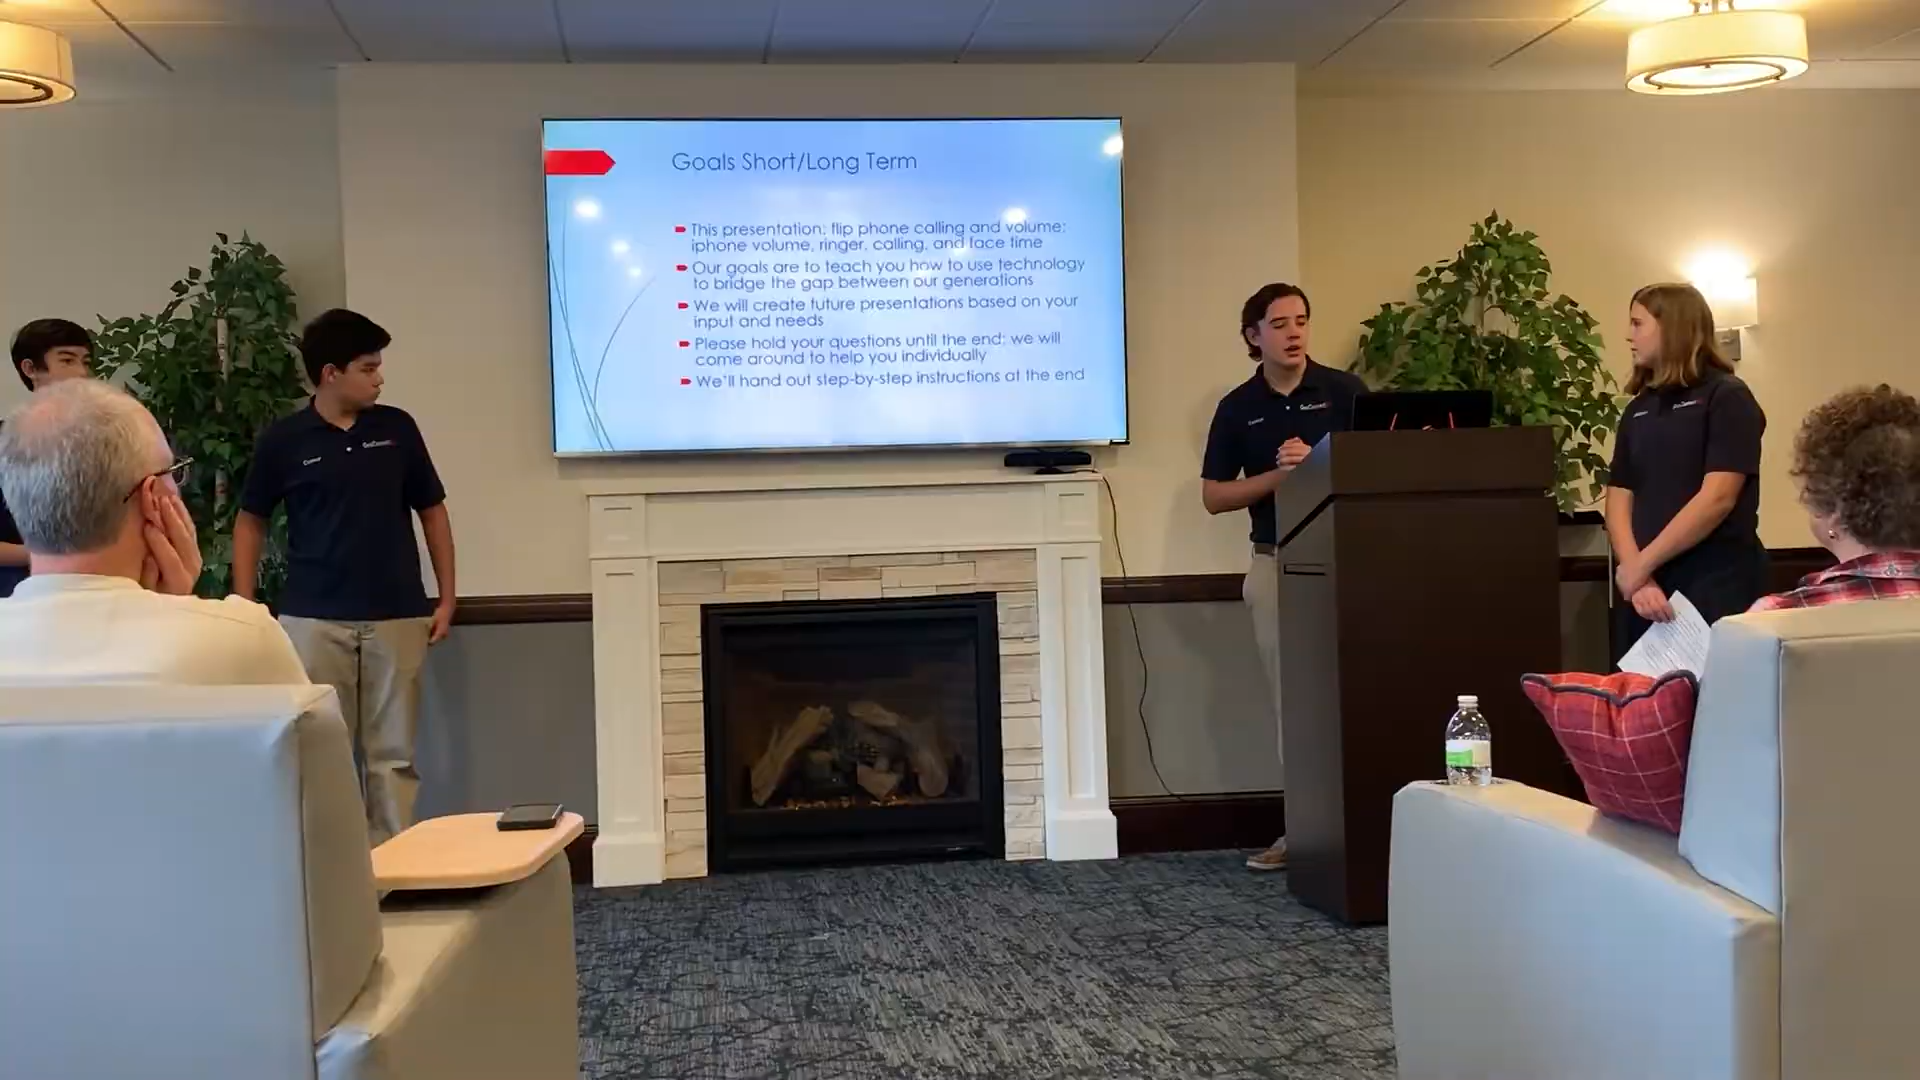 Goals Short/Long Term
This presentation: flip phone calling and volume;
iphone volume, ringer, calling, and face time
Our goals are to teach you how to use technology
to bridge the gap between our generations
We will create future presentations based on your
input and needs
Please hold your questions until the end; we will
come around to help you individually
We'll hand out step-by-step instructions at the end